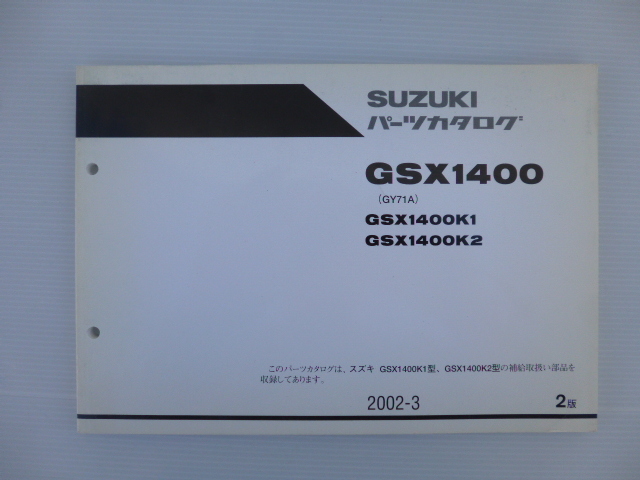 SUZUKI
パーツカタログ
GSX1400
(GY71A)
GSX1400K1
GSX1400K2
このパーツカタログは、スズキ GSX1400K1型、GSX1400K2型の補給取扱い部品を
収録してあります。
2002-3
2版